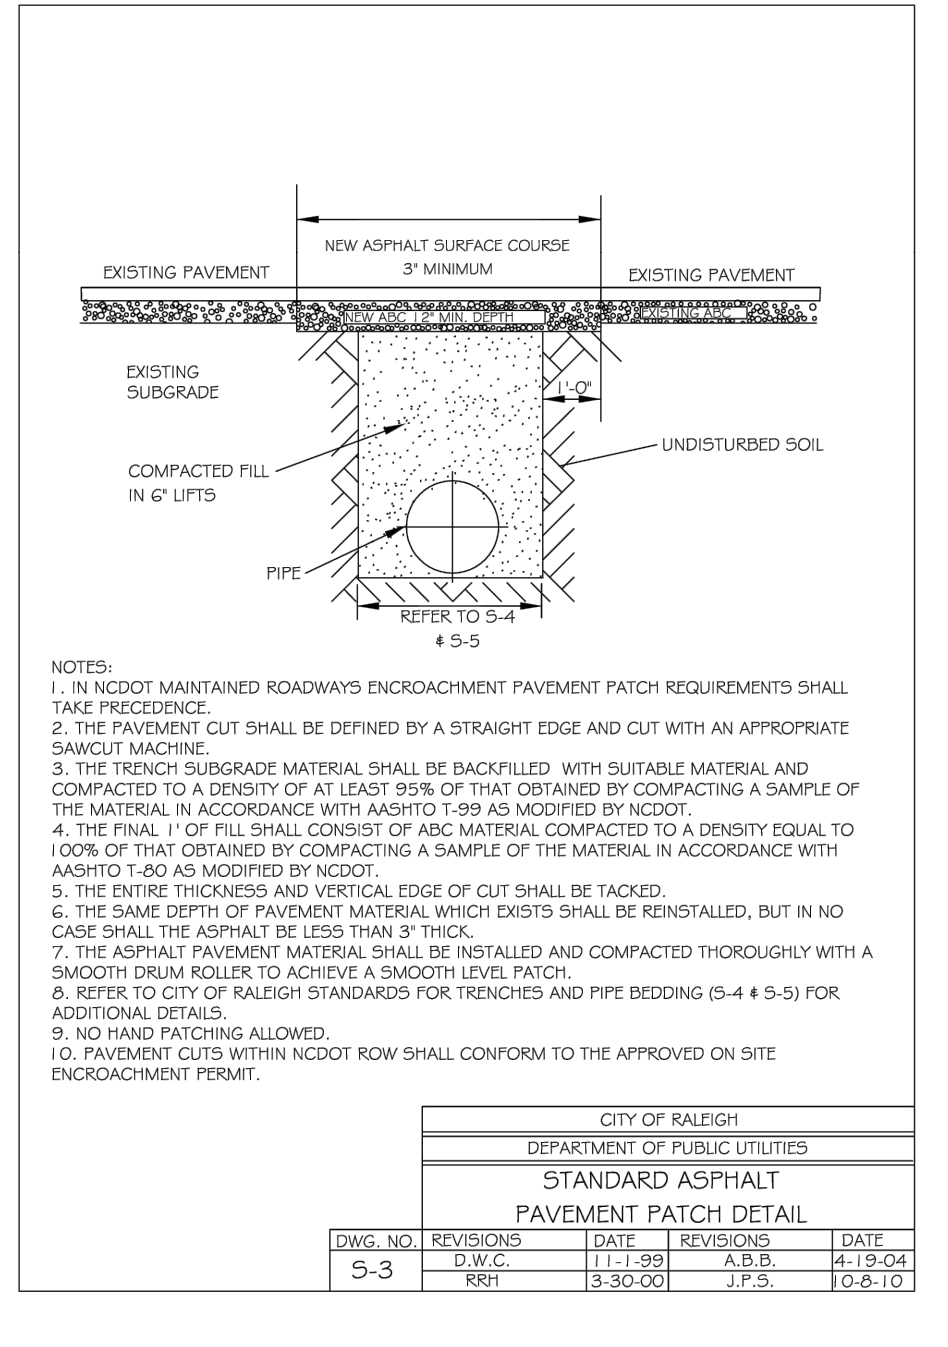 NEW ASPHALT SURFACE COURSE
3" MINIMUM
EXISTING PAVEMENT
EXISTING PAVEMENT
NEW ABC 12" MIN. DEPTH
EXISTING ABC
EXISTING
SUBGRADE
1'-0"
UNDISTURBED SOIL
COMPACTED FILL
IN 6" LIFTS
PIPE
REFER TO S-4
& S-5
NOTES:
1. IN NCDOT MAINTAINED ROADWAYS ENCROACHMENT PAVEMENT PATCH REQUIREMENTS SHALL
TAKE PRECEDENCE.
2. THE PAVEMENT CUT SHALL BE DEFINED BY A STRAIGHT EDGE AND CUT WITH AN APPROPRIATE
SAWCUT MACHINE.
3. THE TRENCH SUBGRADE MATERIAL SHALL BE BACKFILLED WITH SUITABLE MATERIAL AND
COMPACTED TO A DENSITY OF AT LEAST 95% OF THAT OBTAINED BY COMPACTING A SAMPLE OF
THE MATERIAL IN ACCORDANCE WITH AASHTO T-99 AS MODIFIED BY NCDOT.
4. THE FINAL 1' OF FILL SHALL CONSIST OF ABC MATERIAL COMPACTED TO A DENSITY EQUAL TO
100% OF THAT OBTAINED BY COMPACTING A SAMPLE OF THE MATERIAL IN ACCORDANCE WITH
AASHTO T-80 AS MODIFIED BY NCDOT.
5. THE ENTIRE THICKNESS AND VERTICAL EDGE OF CUT SHALL BE TACKED.
6. THE SAME DEPTH OF PAVEMENT MATERIAL WHICH EXISTS SHALL BE REINSTALLED, BUT IN NO
CASE SHALL THE ASPHALT BE LESS THAN 3" THICK.
7. THE ASPHALT PAVEMENT MATERIAL SHALL BE INSTALLED AND COMPACTED THOROUGHLY WITH A
SMOOTH DRUM ROLLER TO ACHIEVE A SMOOTH LEVEL PATCH.
8. REFER TO CITY OF RALEIGH STANDARDS FOR TRENCHES AND PIPE BEDDING (S-4 & S-5) FOR
ADDITIONAL DETAILS.
9. NO HAND PATCHING ALLOWED.
10. PAVEMENT CUTS WITHIN NCDOT ROW SHALL CONFORM TO THE APPROVED ON SITE
ENCROACHMENT PERMIT.
CITY OF RALEIGH
DEPARTMENT OF PUBLIC UTILITIES
STANDARD ASPHALT
PAVEMENT PATCH DETAIL
DWG. NO. REVISIONS DATE REVISIONS DATE
S-3 D.W.C. 11-1-99 A.B.B. 4-19-04
RRH 3-30-00 J.P.S. 10-8-10